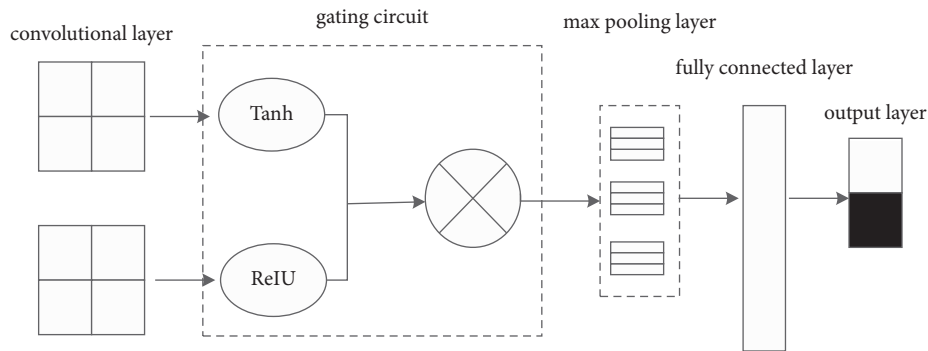 gating circuit
max pooling layer
convolutional layer
fully connected layer
output layer
Tanh
ReIU